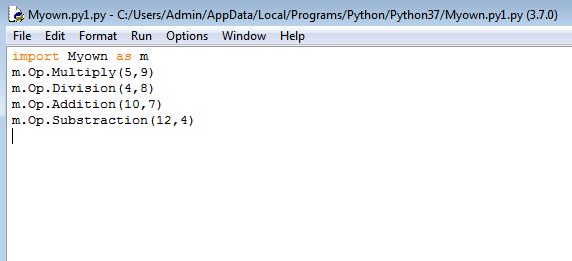 Myown.py1.py - C:/Users/Admin/AppData/Local/Programs/Python/Python37/Myown.py1.py (3.7.0)
File Edit Format Run Options Window Help
import Myown as m
m.Op.Multiply(5,9)
m.Op.Division(4,8)
m.Op.Addition(10,7)
m.Op.Substraction(12,4)